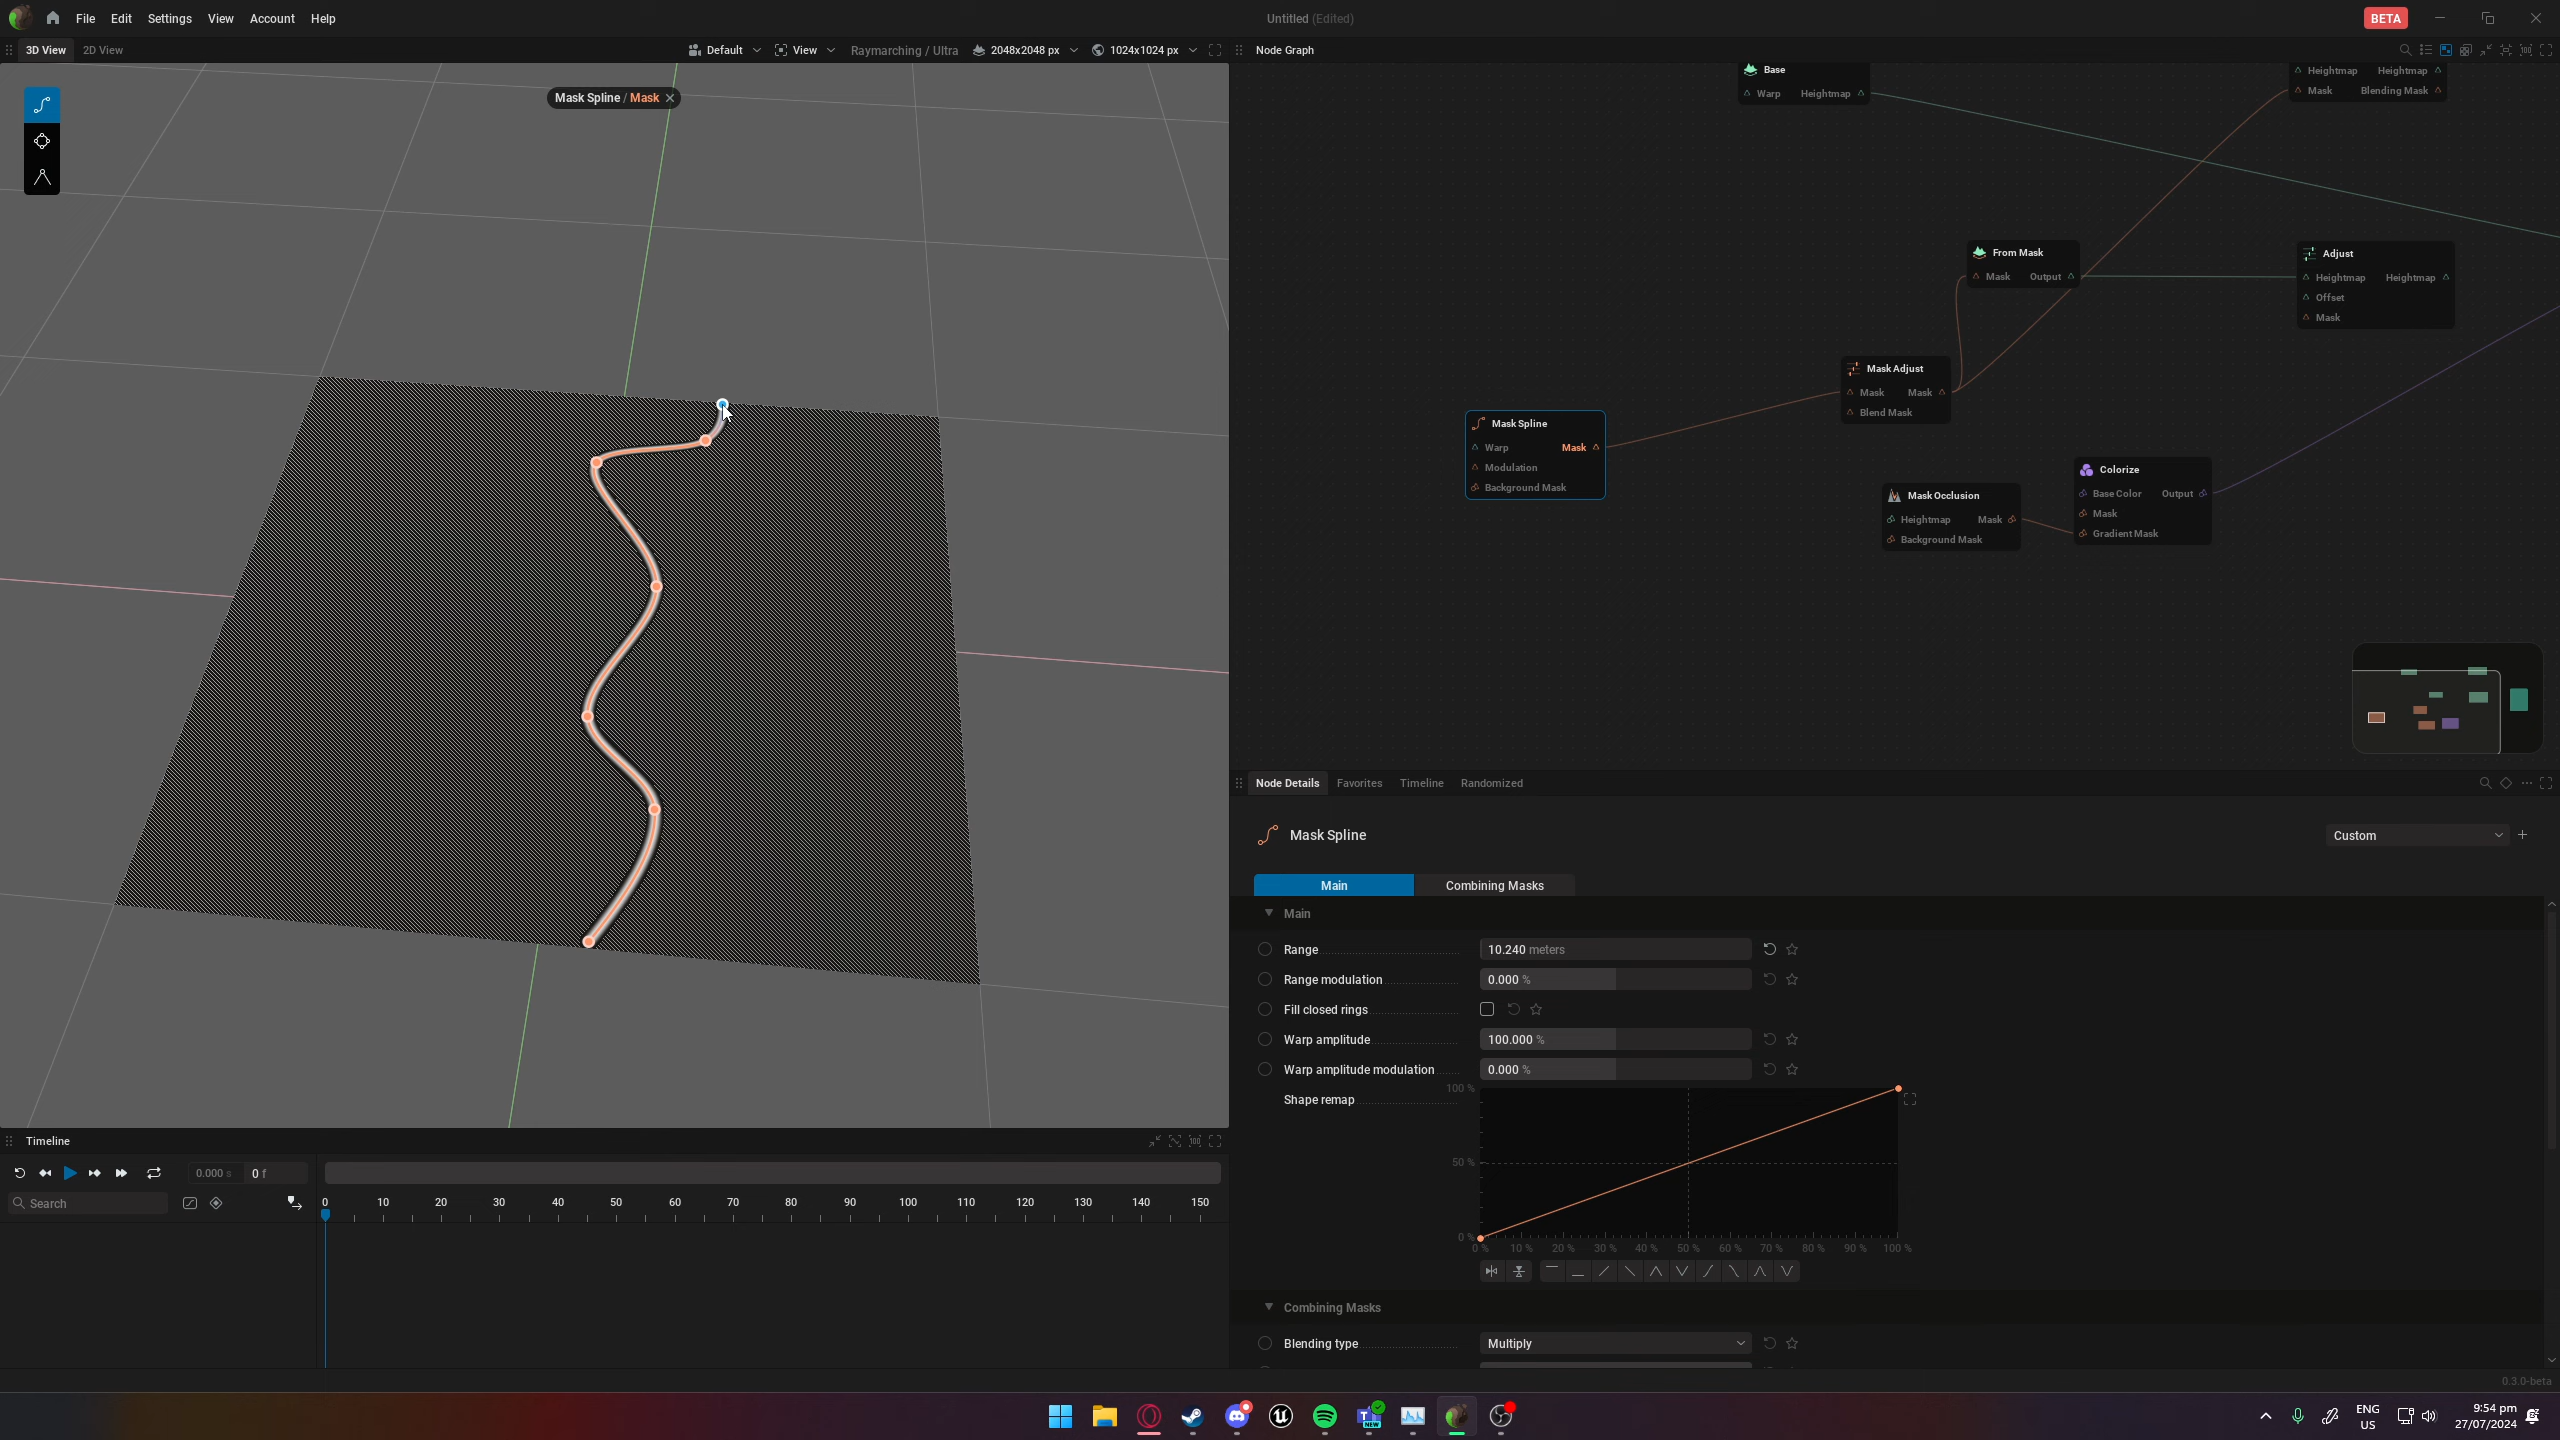 File Edit Settings View Account Help
Untitled (Edited)
BETA
3D View 2D View
Default View Raymarching / Ultra 2048x2048 px 1024x1024 px
Node Graph
Mask Spline / Mask
Base
Warp Heightmap
Heightmap Heightmap
Mask Blending Mask
From Mask
Mask Output
Adjust
Heightmap Heightmap
Offset
Mask
Mask Adjust
Mask Mask
Blend Mask
Mask Spline
Warp Mask
Modulation
Background Mask
Colorize
Base Color Output
Mask
Gradient Mask
Mask Occlusion
Heightmap Mask
Background Mask
Node Details Favorites Timeline Randomized
Mask Spline
Custom
Main Combining Masks
Main
Range 10.240 meters
Range modulation 0.000 %
Fill closed rings
Warp amplitude 100.000 %
Warp amplitude modulation 0.000 %
Shape remap
100 %
50 %
0 %
0 % 10 % 20 % 30 % 40 % 50 % 60 % 70 % 80 % 90 % 100 %
Combining Masks
Blending type Multiply
Timeline
0.000 s 0 f
Search
0 10 20 30 40 50 60 70 80 90 100 110 120 130 140 150
0.3.0-beta
NEW
ENG
US
9:54 pm
27/07/2024